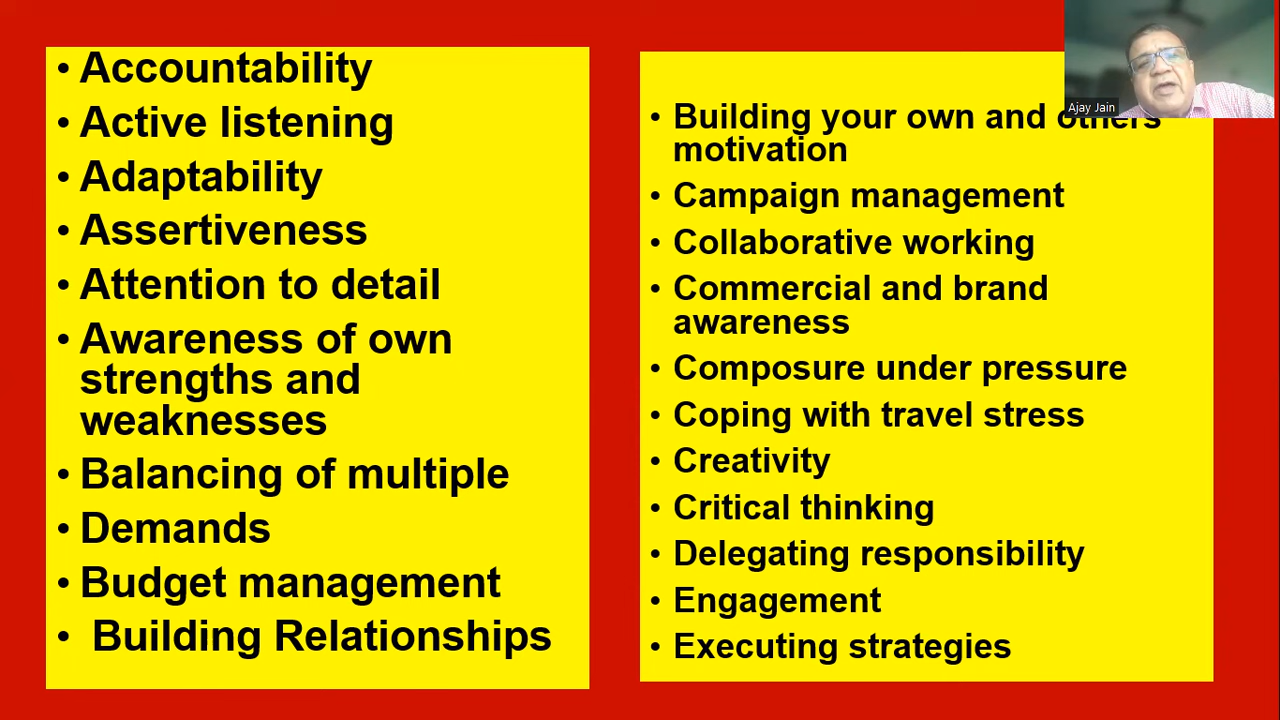 • Accountability
• Active listening
• Adaptability
• Assertiveness
• Attention to detail
• Awareness of own
strengths and
weaknesses
• Balancing of multiple
• Demands
• Budget management
• Building Relationships
• Building your own and others
motivation
• Campaign management
• Collaborative working
• Commercial and brand
awareness
• Composure under pressure
• Coping with travel stress
• Creativity
• Critical thinking
• Delegating responsibility
• Engagement
• Executing strategies
Ajay Jain